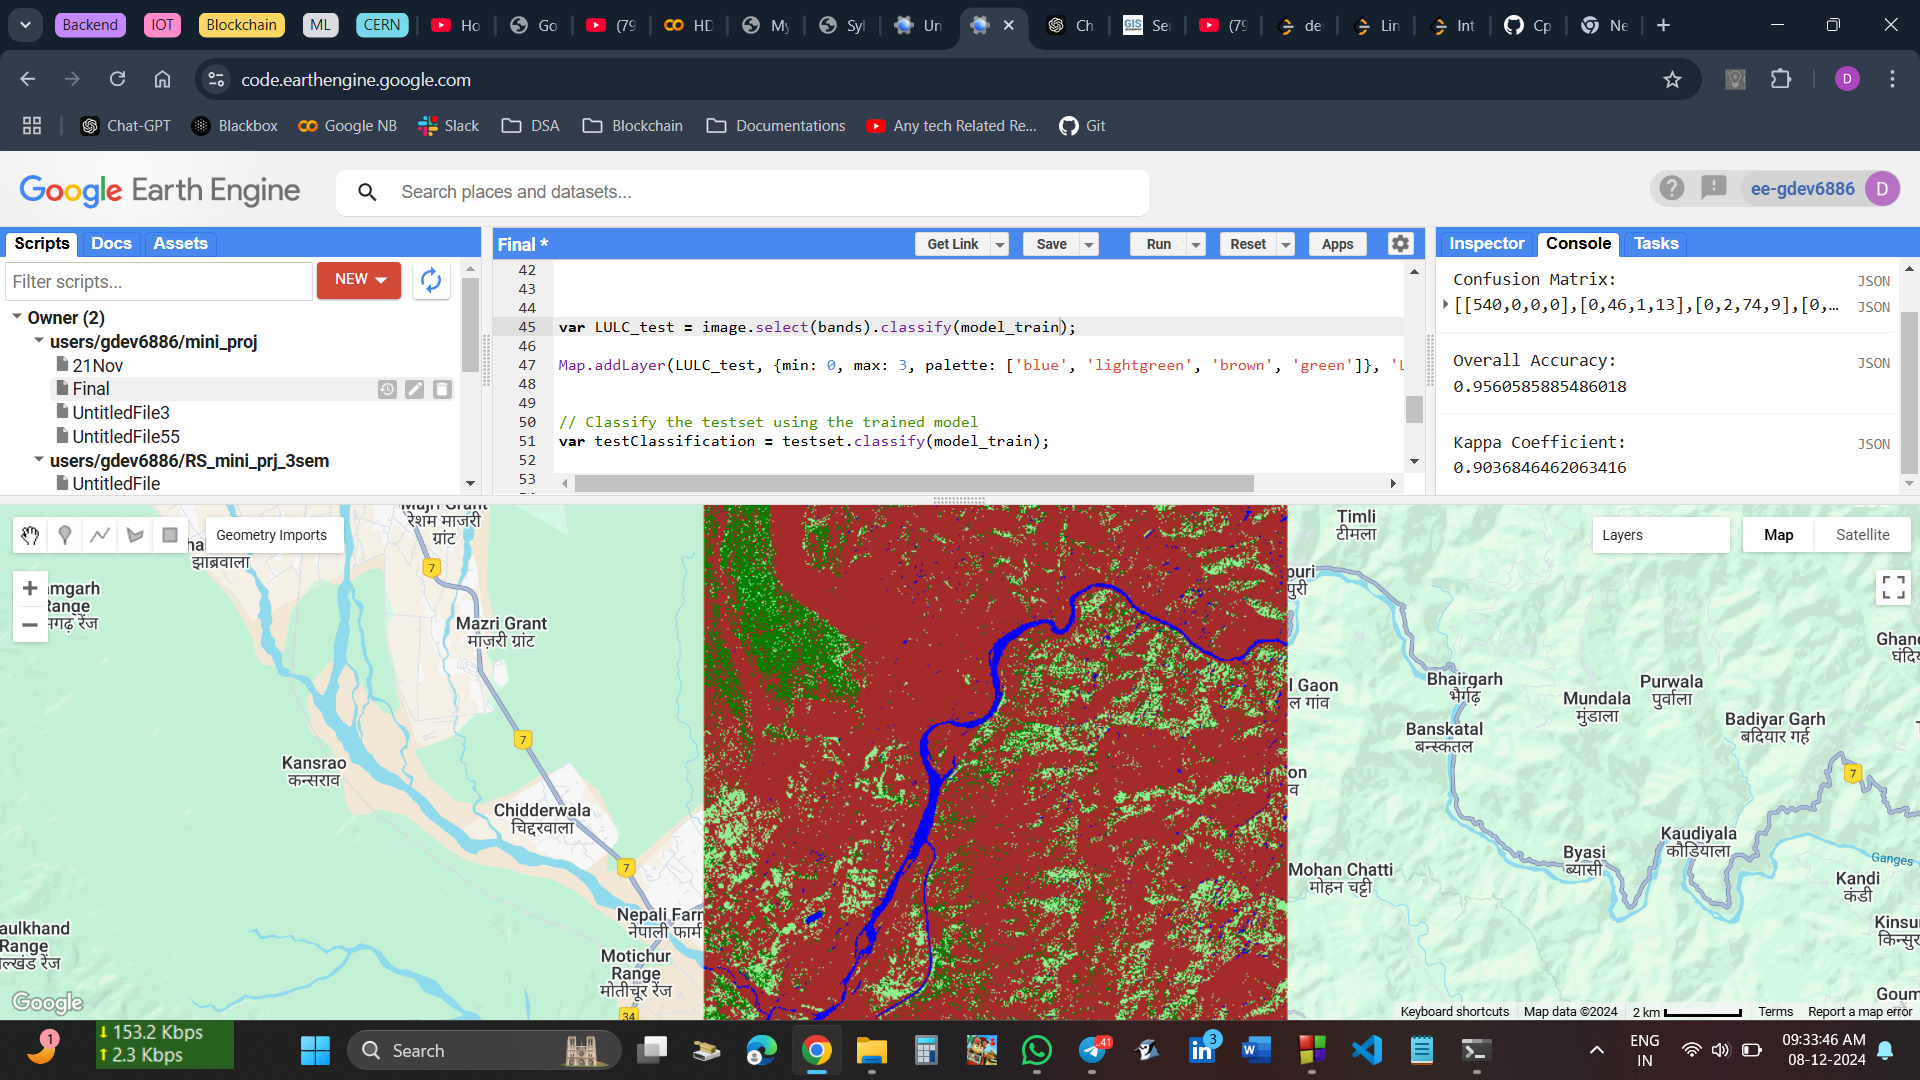 Backend
IOT
Blockchain
ML
CERN
Ho
Go
(79
HD
My
Syl
Un
Ch
Se
(79
de
Lin
Int
Cp
Ne
code.earthengine.google.com
D
Chat-GPT
Blackbox
Google NB
Slack
DSA
Blockchain
Documentations
Any tech Related Re...
Git
Google Earth Engine
Search places and datasets...
ee-gdev6886
D
Scripts
Docs
Assets
Filter scripts...
NEW
Owner (2)
users/gdev6886/mini_proj
21Nov
Final
UntitledFile3
UntitledFile55
users/gdev6886/RS_mini_prj_3sem
UntitledFile
Final *
Get Link
Save
Run
Reset
Apps
42
43
44
45 var LULC_test = image.select(bands).classify(model_train);
46
47 Map.addLayer(LULC_test, {min: 0, max: 3, palette: ['blue', 'lightgreen', 'brown', 'green']}, 'L
48
49
50 // Classify the testset using the trained model
51 var testClassification = testset.classify(model_train);
52
53
Inspector
Console
Tasks
Confusion Matrix:
JSON
[[540,0,0,0],[0,46,1,13],[0,2,74,9],[0,...
JSON
Overall Accuracy:
JSON
0.9560585885486018
Kappa Coefficient:
JSON
0.9036846462063416
Geometry Imports
Layers
Map
Satellite
Majri Grant
रेशम माजरी
ग्रांट
झाबरावाला
7
amgarh
Range
मगढ़ रेंज
Mazri Grant
माज़री ग्रांट
7
Kansrao
कन्सराव
Chidderwala
चिद्दरवाला
7
Nepali Farm
नेपाली फार्म
aulkhand
Range
Motichur
Range
मोतीचूर रेंज
34
Google
Timli
टीमला
puri
पुरी
Ghand
घंदिय
l Gaon
ल गांव
Bhairgarh
भैर्गढ़
Mundala
मुंडाला
Purwala
पुर्वाला
Banskatal
बन्स्कतल
Badiyar Garh
बदियार गर्ह
on
व
7
Kaudiyala
कौडियाला
Byasi
ब्यासी
Ganges
Mohan Chatti
मोहन चट्टी
Kandi
कंडी
Kinsur
किन्सुर
Goum
Keyboard shortcuts
Map data ©2024
2 km
Terms
Report a map error
1
153.2 Kbps
2.3 Kbps
Search
.41
3
ENG
IN
09:33:46 AM
08-12-2024